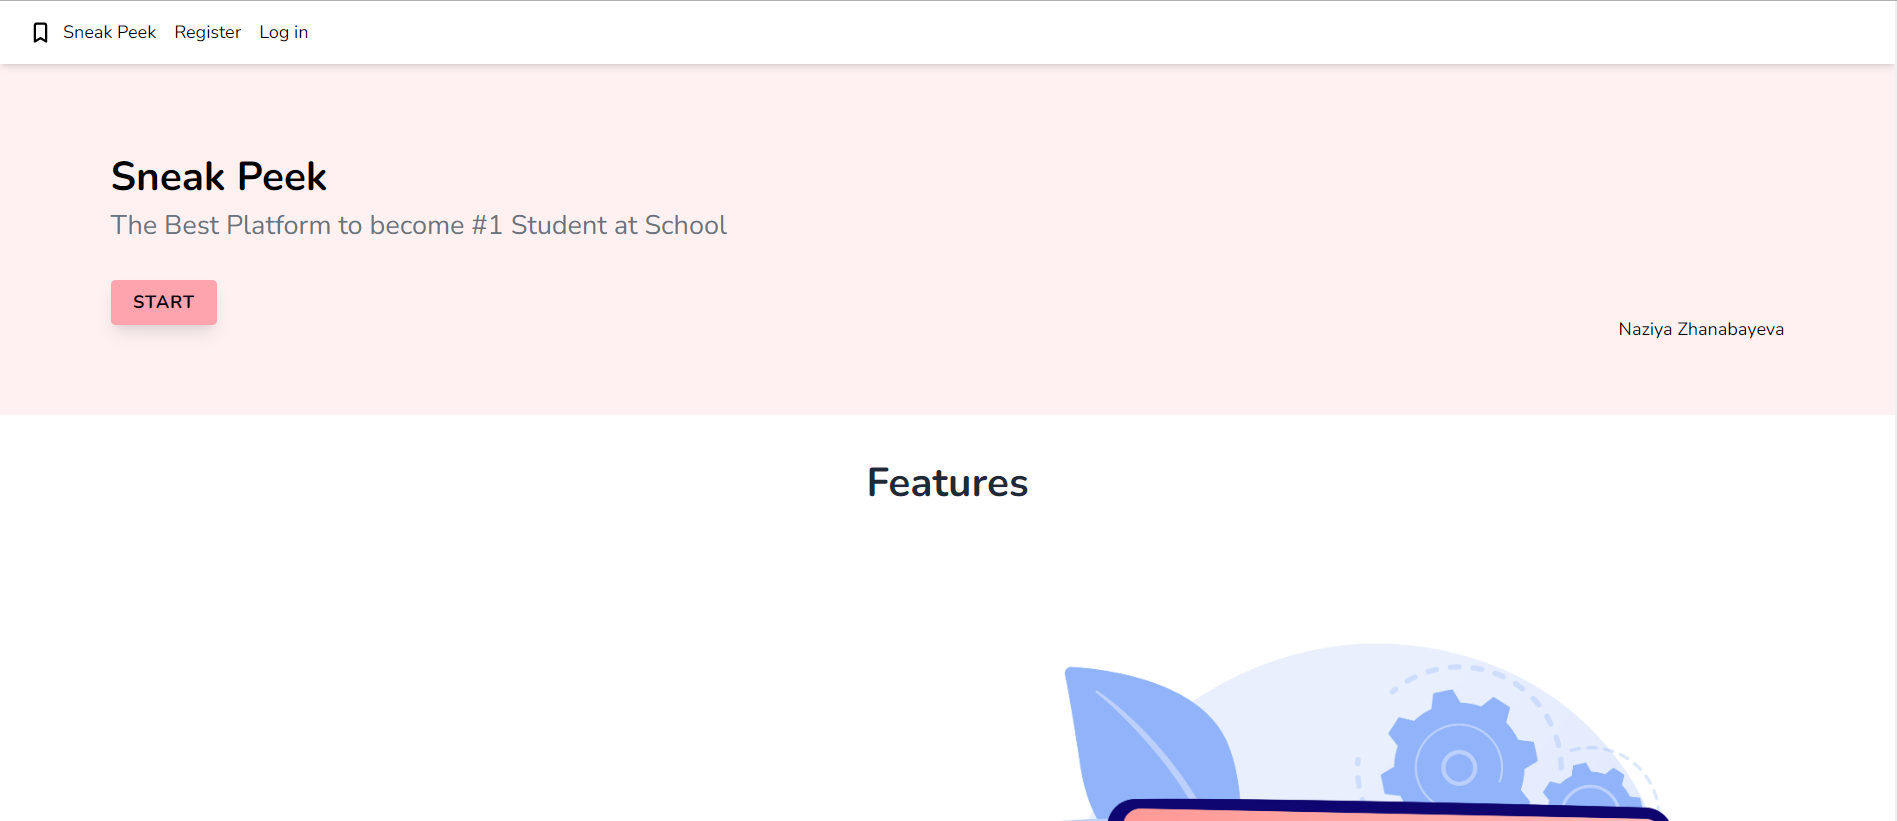 Sneak Peek Register Log in
Sneak Peek
The Best Platform to become #1 Student at School
START
Naziya Zhanabayeva
Features